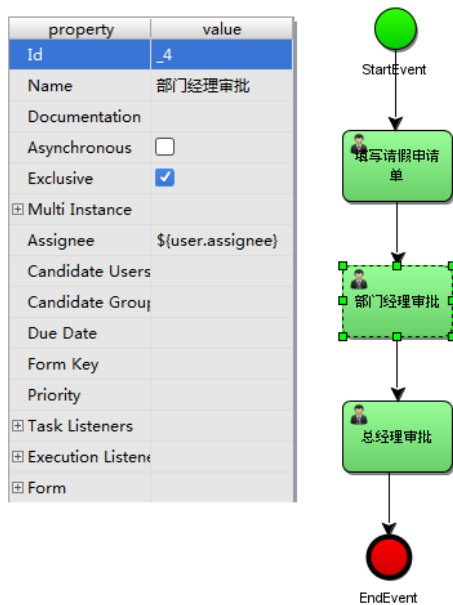 property value
Id _4
Name 部门经理审批
Documentation
Asynchronous
Exclusive
Multi Instance
Assignee ${user.assignee}
Candidate Users
Candidate Group
Due Date
Form Key
Priority
Task Listeners
Execution Listene
Form
StartEvent
填写请假申请
单
部门经理审批
总经理审批
EndEvent